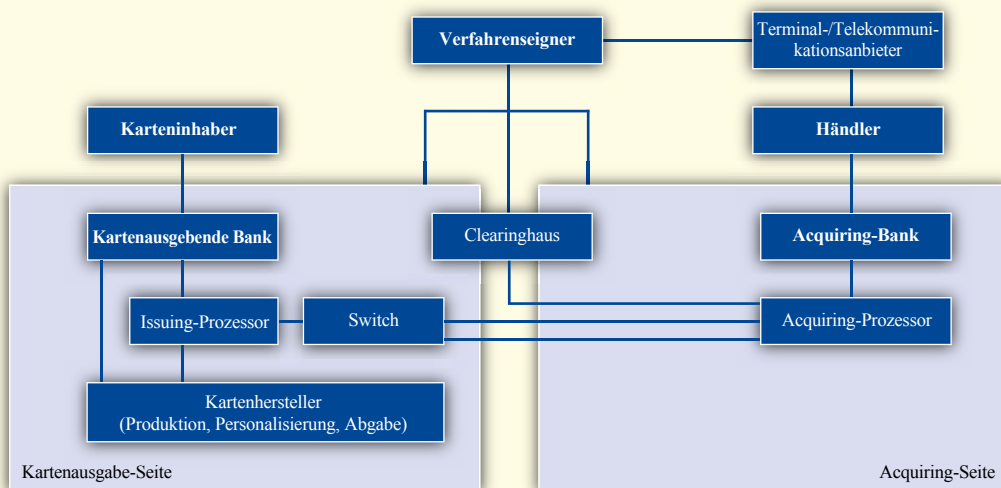 Verfahrenseigner
Terminal-/Telekommuni-
kationsanbieter
Karteninhaber
Händler
Kartenausgebende Bank
Clearinghaus
Acquiring-Bank
Issuing-Prozessor
Switch
Acquiring-Prozessor
Kartenhersteller
(Produktion, Personalisierung, Abgabe)
Kartenausgabe-Seite
Acquiring-Seite